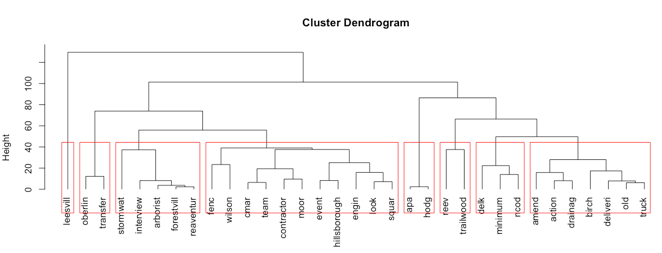 Cluster Dendrogram
Height
0
20
40
60
80
100
leesvill
oberlin
transfer
stormwat
interview
arborist
forestvill
reaventur
fenc
wilson
cmar
team
contractor
moor
event
hillsborough
engin
look
squar
apa
hodg
reev
trailwood
delk
minimum
ncod
amend
action
drainag
birch
deliveri
old
truck